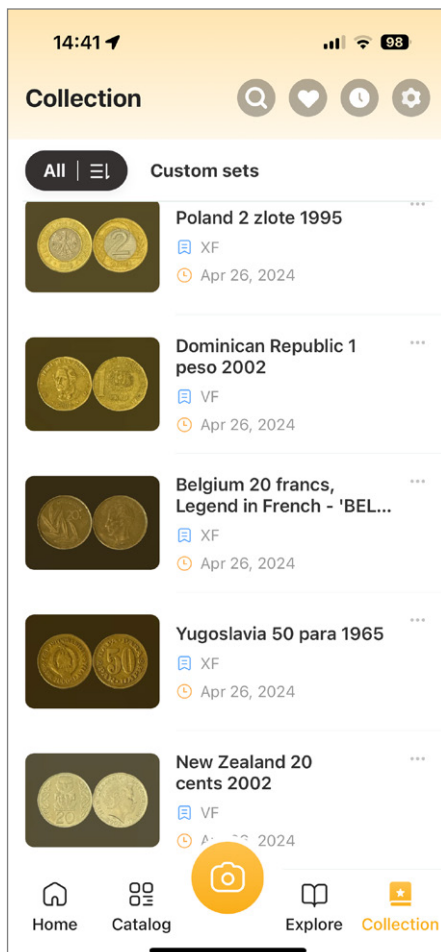 14:41
98
Collection
All
Custom sets
Poland 2 zlote 1995
XF
Apr 26, 2024
Dominican Republic 1
peso 2002
VF
Apr 26, 2024
Belgium 20 francs,
Legend in French - 'BEL...
XF
Apr 26, 2024
Yugoslavia 50 para 1965
XF
Apr 26, 2024
New Zealand 20
cents 2002
VF
2024
Home
Catalog
Explore
Collection